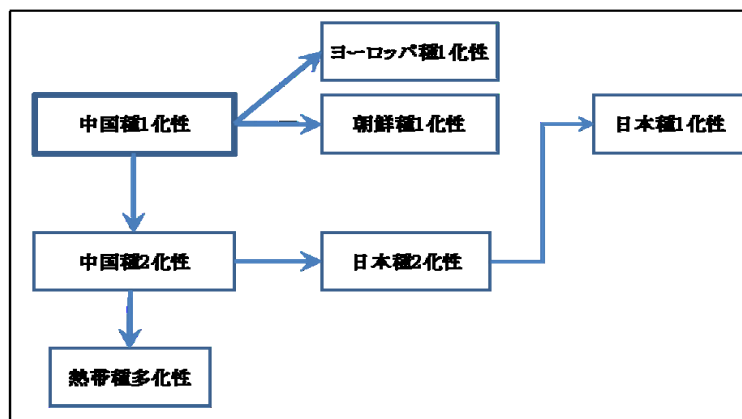 ヨーロッパ種1化性
中国種1化性
朝鮮種1化性
日本種1化性
中国種2化性
日本種2化性
熱帯種多化性